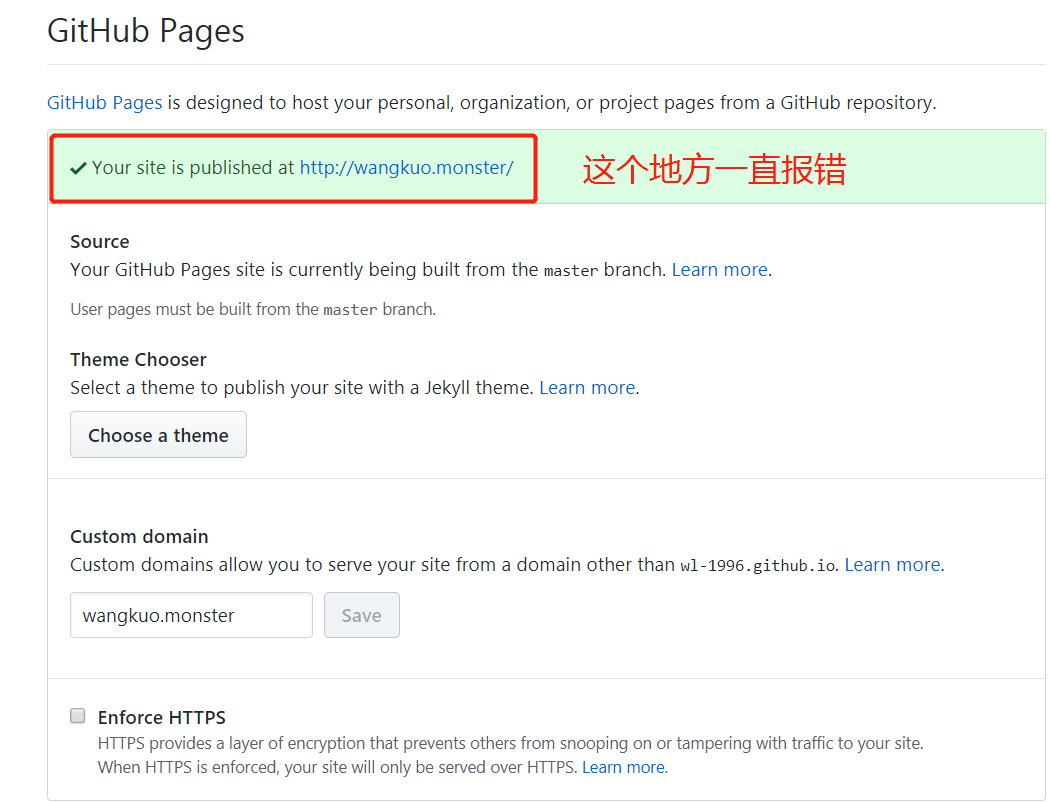 GitHub Pages
GitHub Pages is designed to host your personal, organization, or project pages from a GitHub repository.
✔ Your site is published at http://wangkuo.monster/ 这个地方一直报错
Source
Your GitHub Pages site is currently being built from the master branch. Learn more.
User pages must be built from the master branch.
Theme Chooser
Select a theme to publish your site with a Jekyll theme. Learn more.
Choose a theme
Custom domain
Custom domains allow you to serve your site from a domain other than wl-1996.github.io. Learn more.
wangkuo.monster Save
Enforce HTTPS
HTTPS provides a layer of encryption that prevents others from snooping on or tampering with traffic to your site.
When HTTPS is enforced, your site will only be served over HTTPS. Learn more.